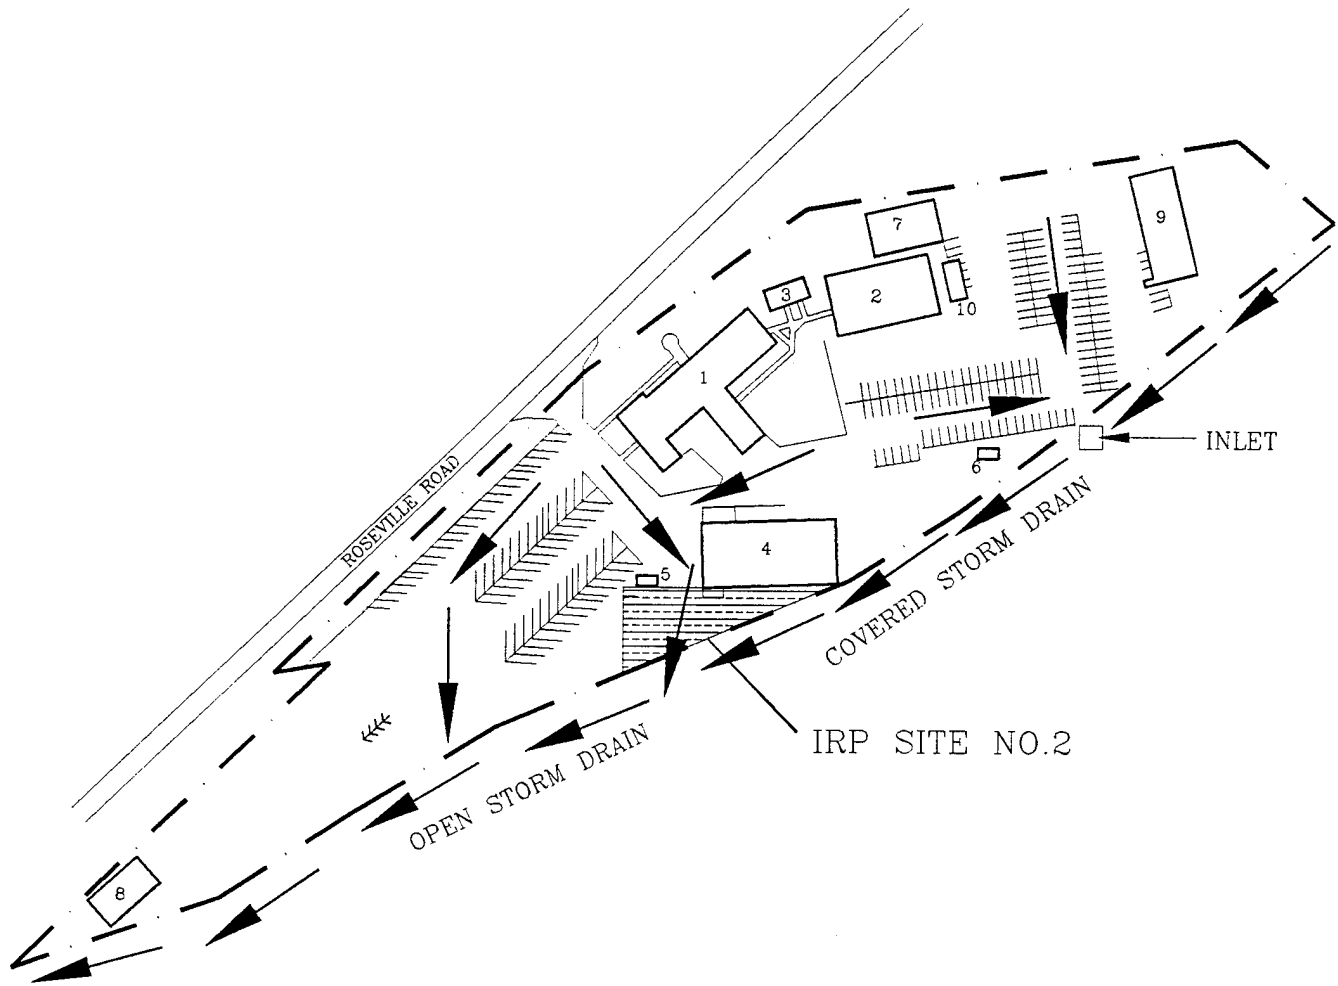 9
7
3
2
10
1
INLET
6
ROSEVILLE ROAD
4
5
COVERED STORM DRAIN
IRP SITE NO.2
OPEN STORM DRAIN
8